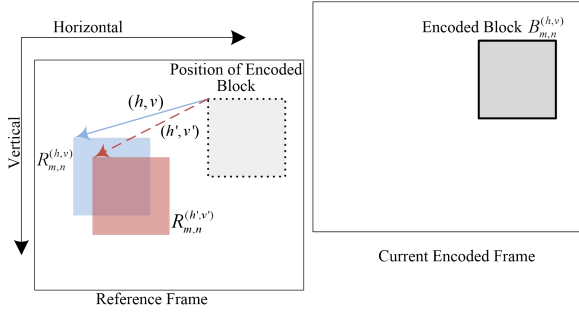 Horizontal
Vertical
Position of Encoded
Block
(h, v)
(h', v')
R_{m,n}^{(h,v)}
R_{m,n}^{(h',v')}
Reference Frame
Encoded Block B_{m,n}^{(h,v)}
Current Encoded Frame